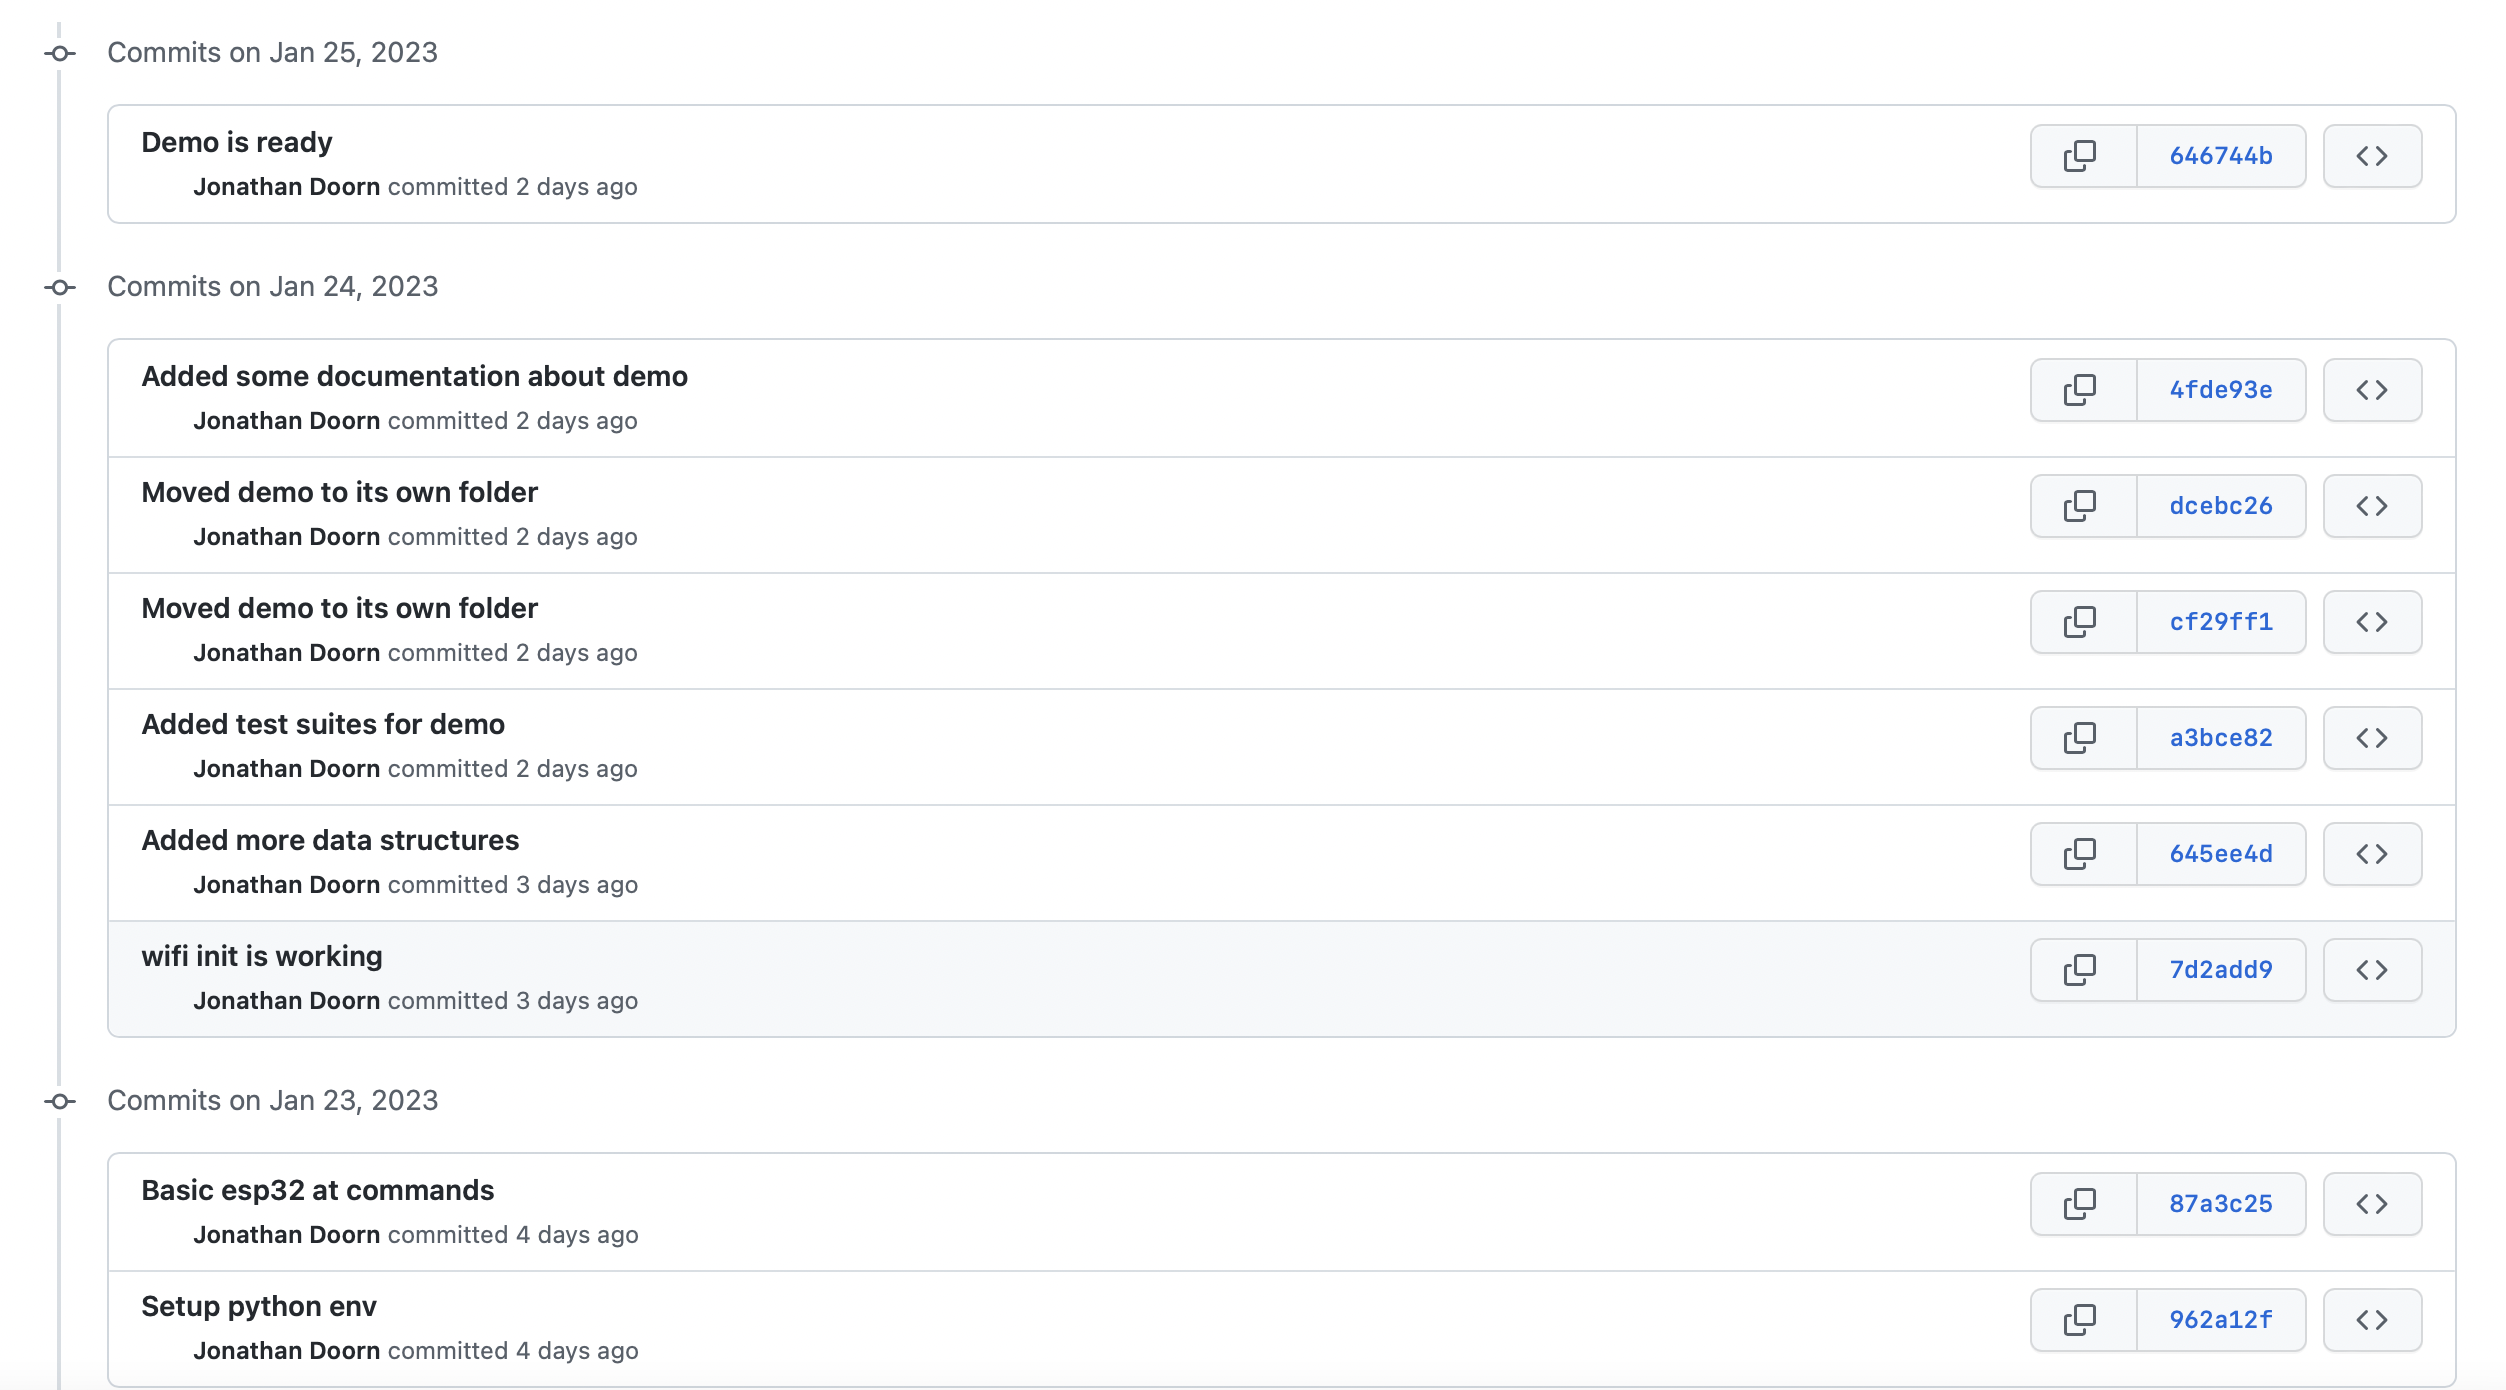 Commits on Jan 25, 2023
Demo is ready
646744b
Jonathan Doorn committed 2 days ago
Commits on Jan 24, 2023
Added some documentation about demo
4fde93e
Jonathan Doorn committed 2 days ago
Moved demo to its own folder
dcebc26
Jonathan Doorn committed 2 days ago
Moved demo to its own folder
cf29ff1
Jonathan Doorn committed 2 days ago
Added test suites for demo
a3bce82
Jonathan Doorn committed 2 days ago
Added more data structures
645ee4d
Jonathan Doorn committed 3 days ago
wifi init is working
7d2add9
Jonathan Doorn committed 3 days ago
Commits on Jan 23, 2023
Basic esp32 at commands
87a3c25
Jonathan Doorn committed 4 days ago
Setup python env
962a12f
Jonathan Doorn committed 4 days ago